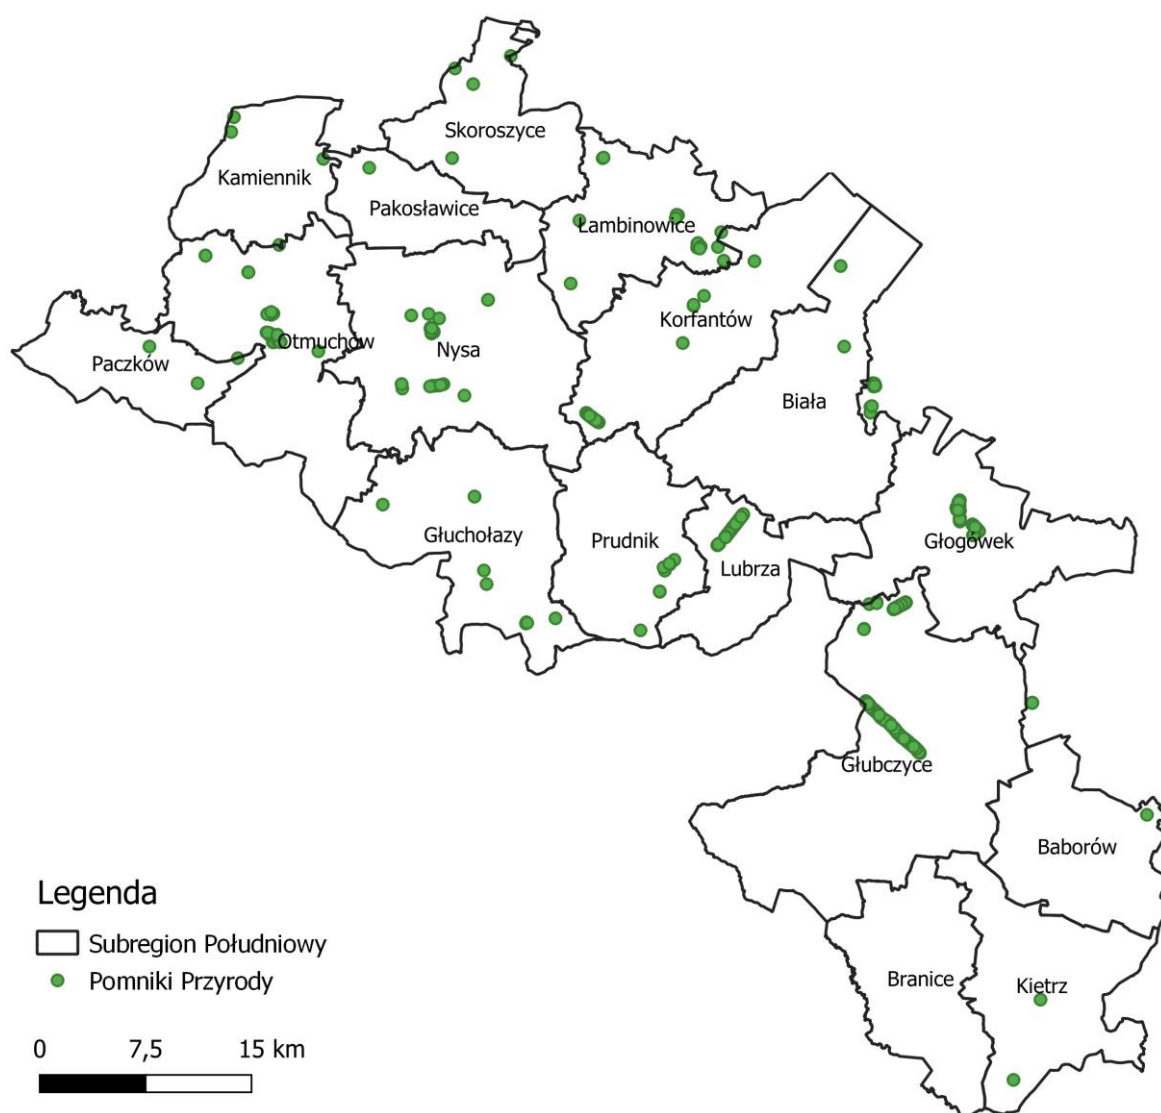 Skoroszyce
Kamiennik
Pakosławice
Łambinowice
Korfantów
Otmuchów
Nysa
Paczków
Biała
Głuchołazy
Prudnik
Lubrza
Głogówek
Głubczyce
Baborów
Branice
Kietrz
Legenda
Subregion Południowy
Pomniki Przyrody
0 7,5 15 km